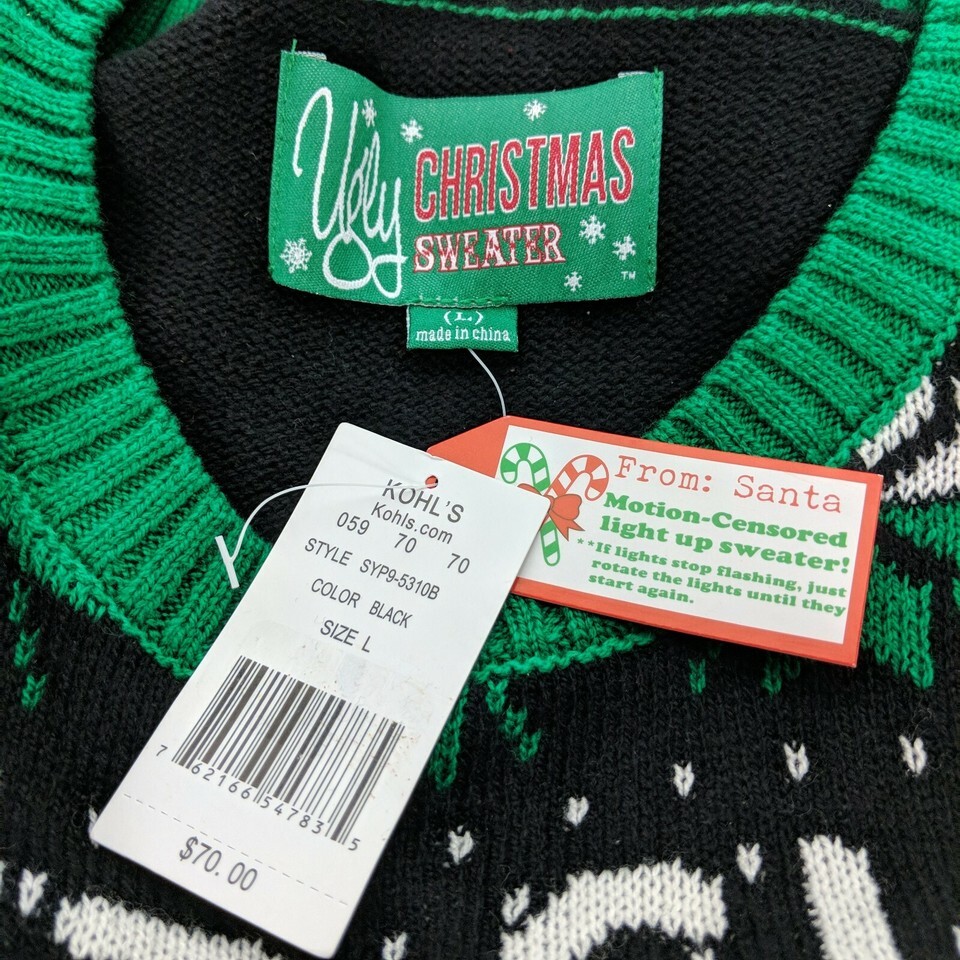 Ugly CHRISTMAS
SWEATER
TM
(L)
made in china
KOHL'S
Kohls.com
059 70 70
STYLE SYP9-5310B
COLOR BLACK
SIZE L
7 62166 54783 5
$70.00
From: Santa
Motion-Censored
light up sweater!
**If lights stop flashing, just
rotate the lights until they
start again.